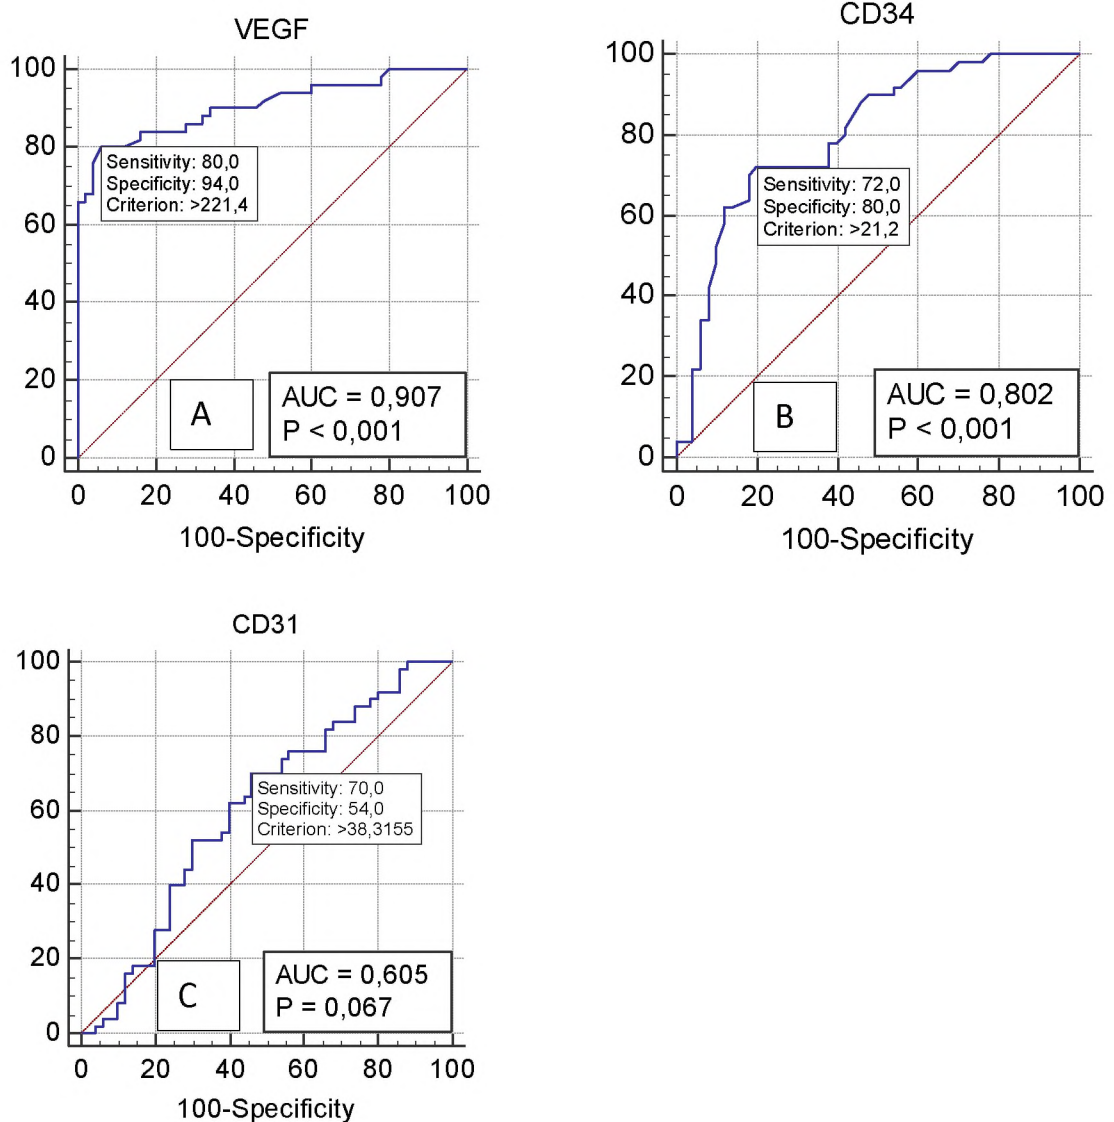 VEGF
100
80
60
40
20
0
Sensitivity: 80,0
Specificity: 94,0
Criterion: >221,4
A
AUC = 0,907
P < 0,001
0 20 40 60 80 100
100-Specificity
CD34
100
80
60
40
20
0
Sensitivity: 72,0
Specificity: 80,0
Criterion: >21,2
B
AUC = 0,802
P < 0,001
0 20 40 60 80 100
100-Specificity
CD31
100
80
60
40
20
0
Sensitivity: 70,0
Specificity: 54,0
Criterion: >38,3155
C
AUC = 0,605
P = 0,067
0 20 40 60 80 100
100-Specificity